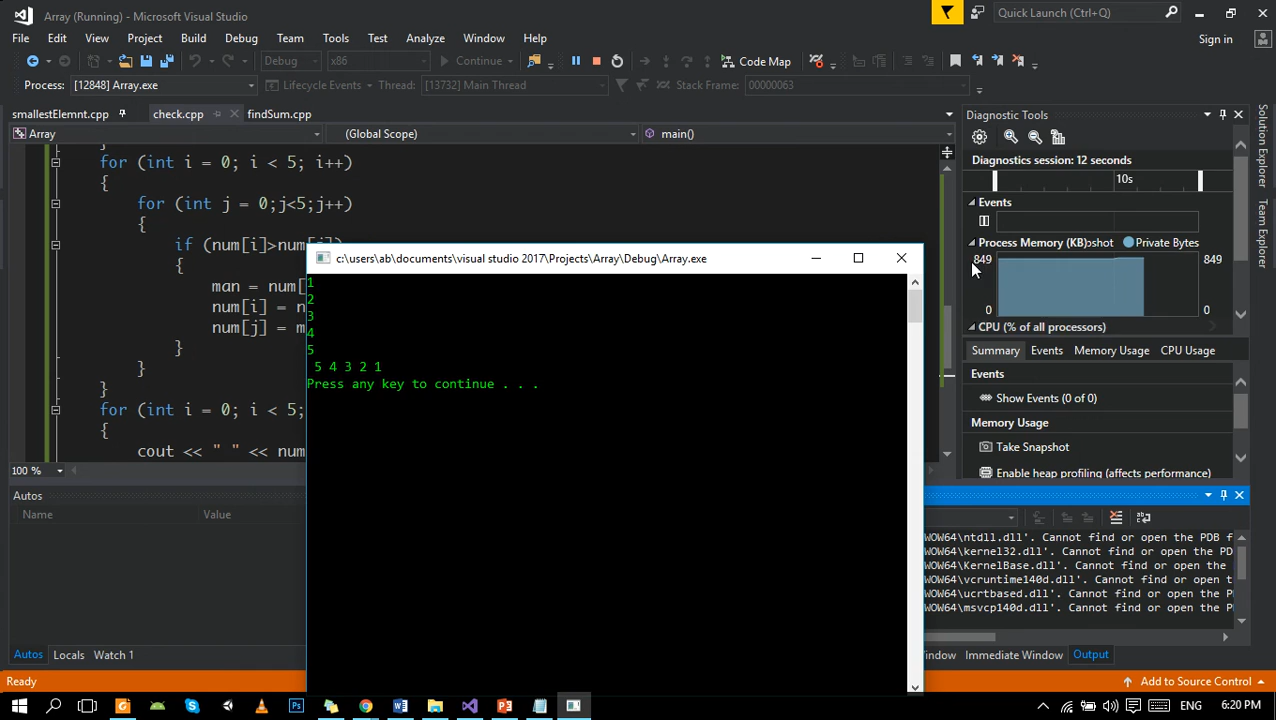 Array (Running) - Microsoft Visual Studio
Quick Launch (Ctrl+Q)
File Edit View Project Build Debug Team Tools Test Analyze Window Help
Sign in
Debug x86 Continue Code Map
Process: [12848] Array.exe Lifecycle Events Thread: [13732] Main Thread Stack Frame: 00000063
smallestElemnt.cpp check.cpp findSum.cpp
Array (Global Scope) main()
for (int i = 0; i < 5; i++)
{
for (int j = 0;j<5;j++)
{
if (num[i]>num[j])
{
man = num[
num[i] = n
num[j] = m
}
}
}
for (int i = 0; i < 5;
{
cout << " " << num
100 %
c:\users\ab\documents\visual studio 2017\Projects\Array\Debug\Array.exe
1
2
3
4
5
5 4 3 2 1
Press any key to continue . . .
Diagnostic Tools
Diagnostics session: 12 seconds
10s
Events
Process Memory (KB)shot Private Bytes
849 849
0 0
CPU (% of all processors)
Summary Events Memory Usage CPU Usage
Events
Show Events (0 of 0)
Memory Usage
Take Snapshot
Enable heap profiling (affects performance)
Solution Explorer
Team Explorer
Autos
Name Value
Autos Locals Watch 1
WOW64\ntdll.dll'. Cannot find or open the PDB f
WOW64\kernel32.dll'. Cannot find or open the PD
WOW64\KernelBase.dll'. Cannot find or open the
WOW64\vcruntime140d.dll'. Cannot find or open t
WOW64\ucrtbased.dll'. Cannot find or open the P
WOW64\msvcp140d.dll'. Cannot find or open the P
indow Immediate Window Output
Ready
Add to Source Control
6:20 PM